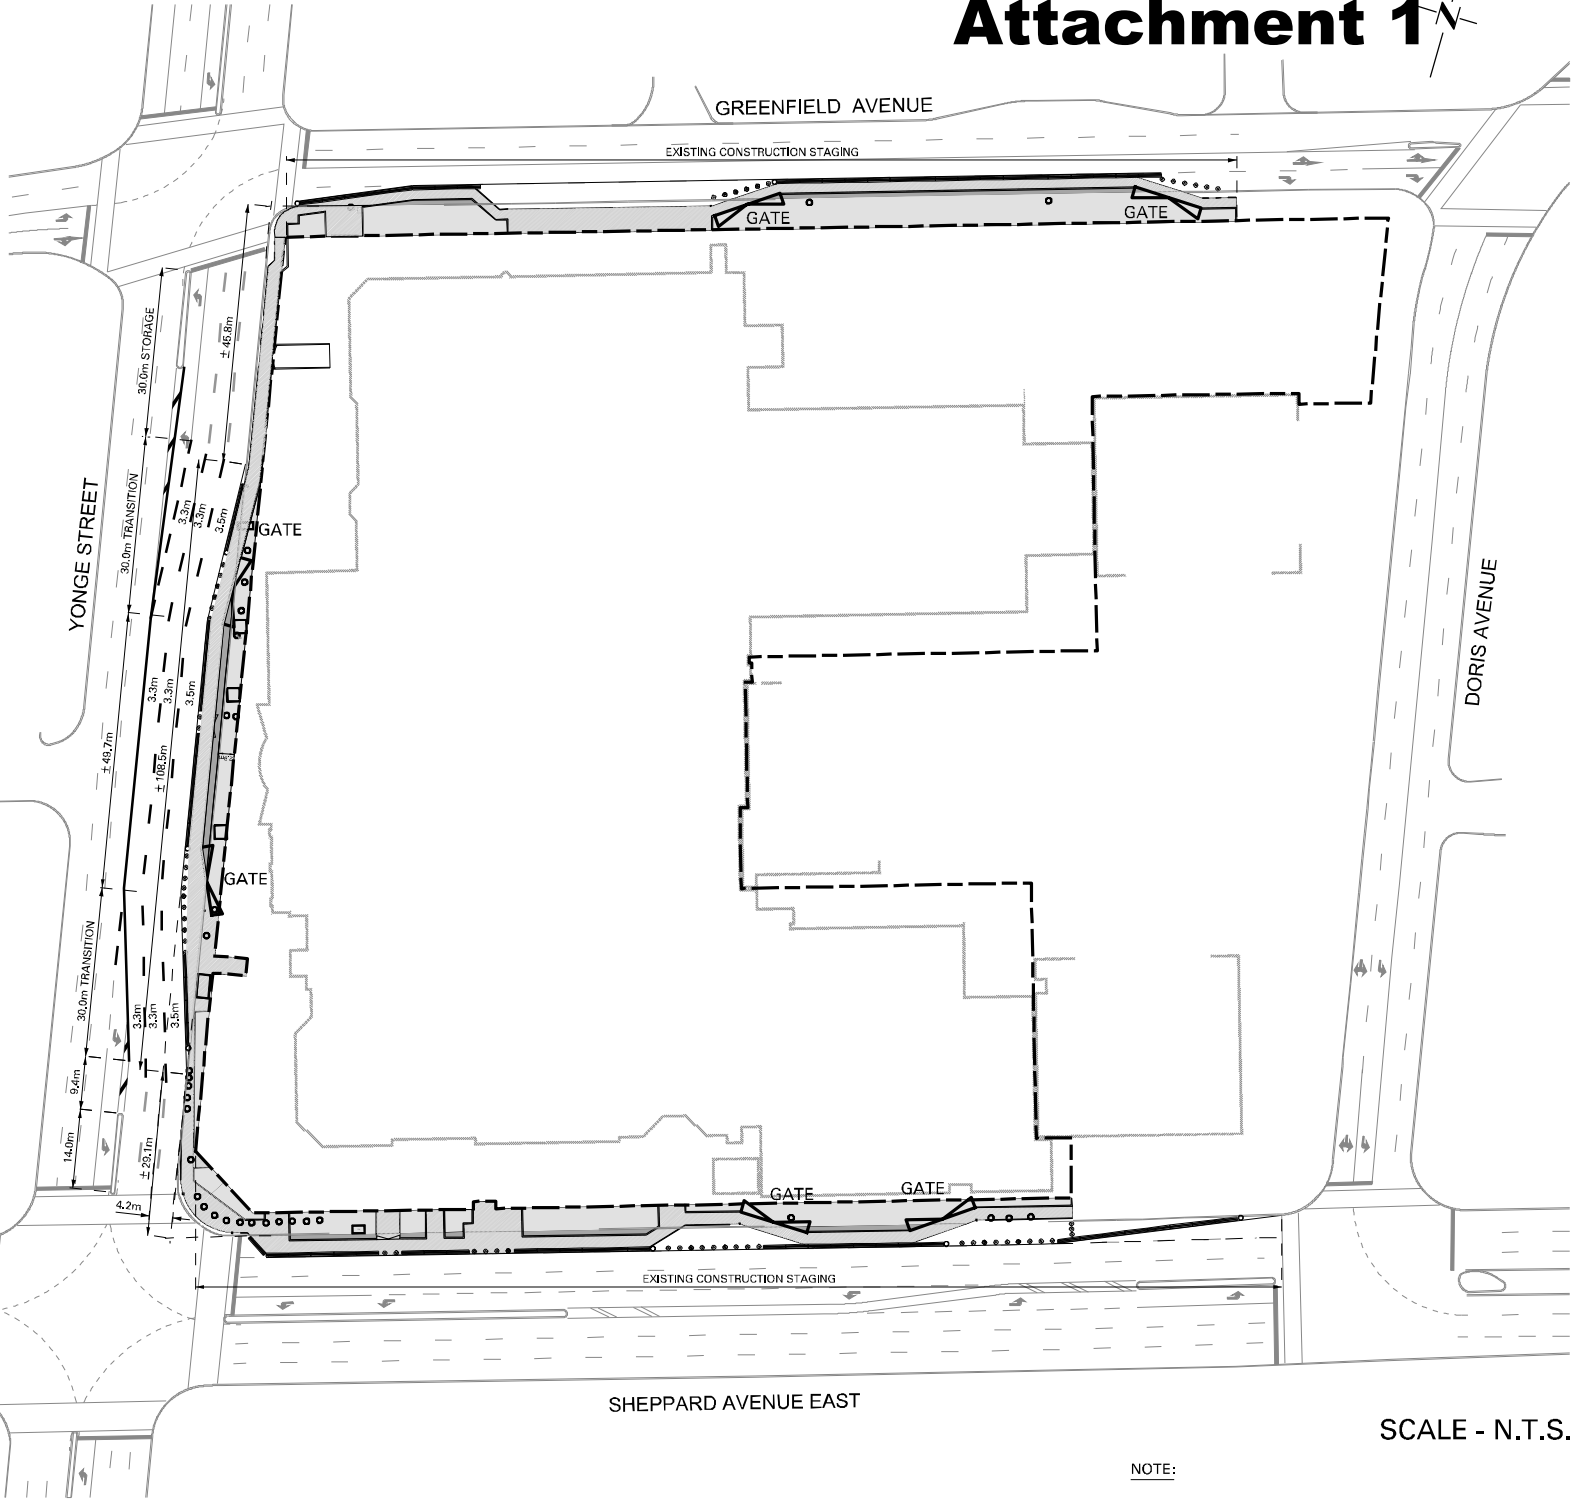 Attachment 1
N
GREENFIELD AVENUE
EXISTING CONSTRUCTION STAGING
GATE
GATE
30.0m STORAGE
± 45.8m
30.0m TRANSITION
3.3m
3.3m
3.5m
GATE
YONGE STREET
DORIS AVENUE
3.3m
3.3m
3.5m
± 49.7m
± 108.5m
GATE
30.0m TRANSITION
3.3m
3.3m
3.5m
9.4m
14.0m
± 29.1m
4.2m
GATE
GATE
EXISTING CONSTRUCTION STAGING
SHEPPARD AVENUE EAST
SCALE - N.T.S.
NOTE: